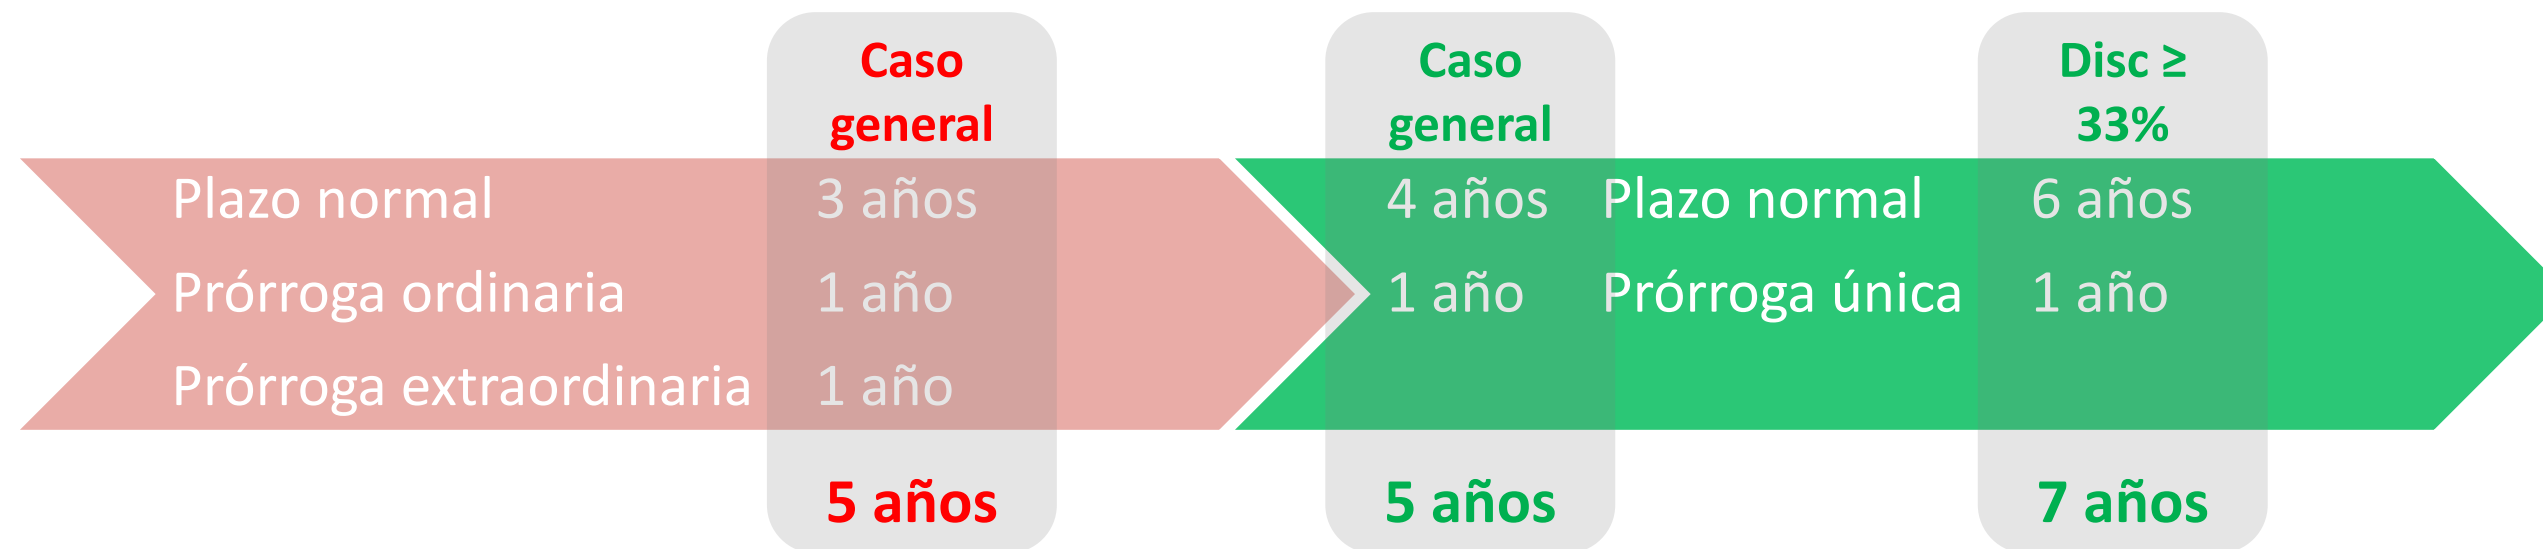 Caso
general
Caso
general
Disc ≥
33%
Plazo normal 3 años 4 años Plazo normal 6 años
Prórroga ordinaria 1 año 1 año Prórroga única 1 año
Prórroga extraordinaria 1 año
5 años 5 años 7 años